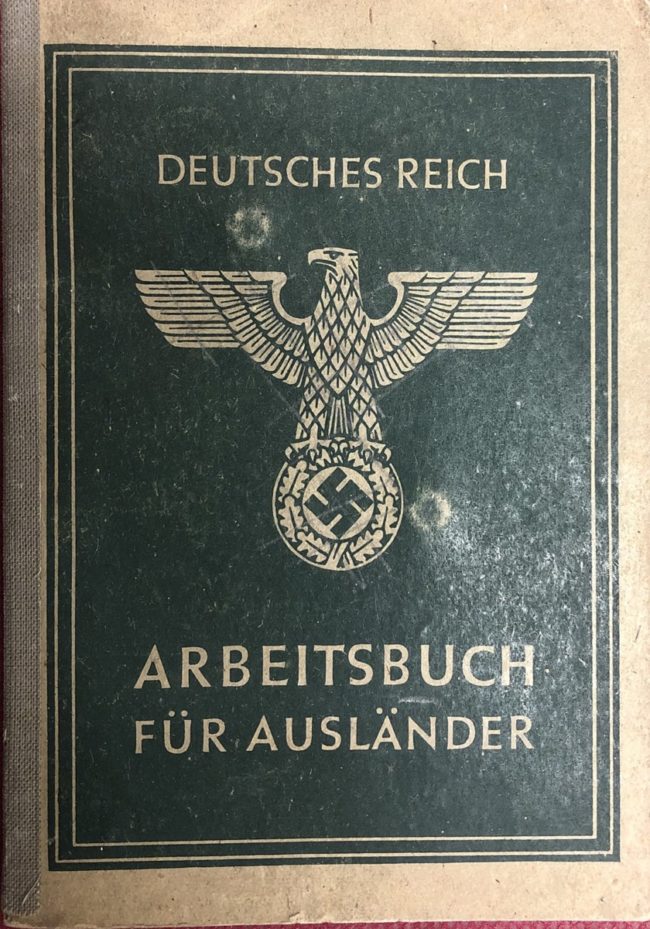 DEUTSCHES REICH
ARBEITSBUCH
FÜR AUSLÄNDER